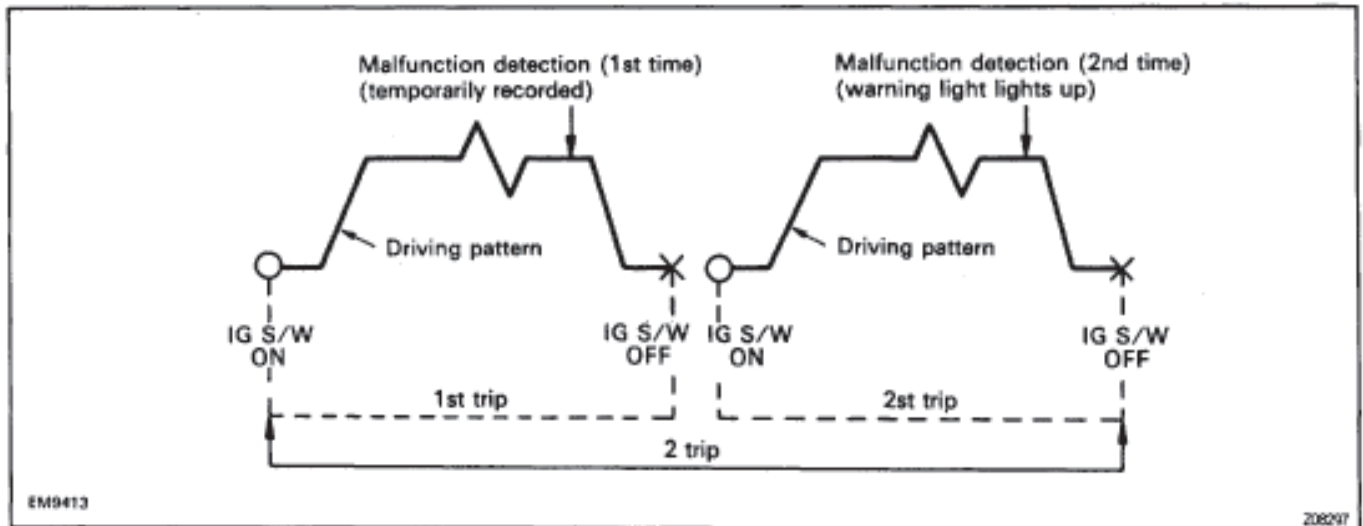 Malfunction detection (1st time)
(temporarily recorded)
Malfunction detection (2nd time)
(warning light lights up)
Driving pattern
Driving pattern
IG S/W
ON
IG S/W
OFF
IG S/W
ON
IG S/W
OFF
1st trip
2st trip
2 trip
EM9413
Z08297